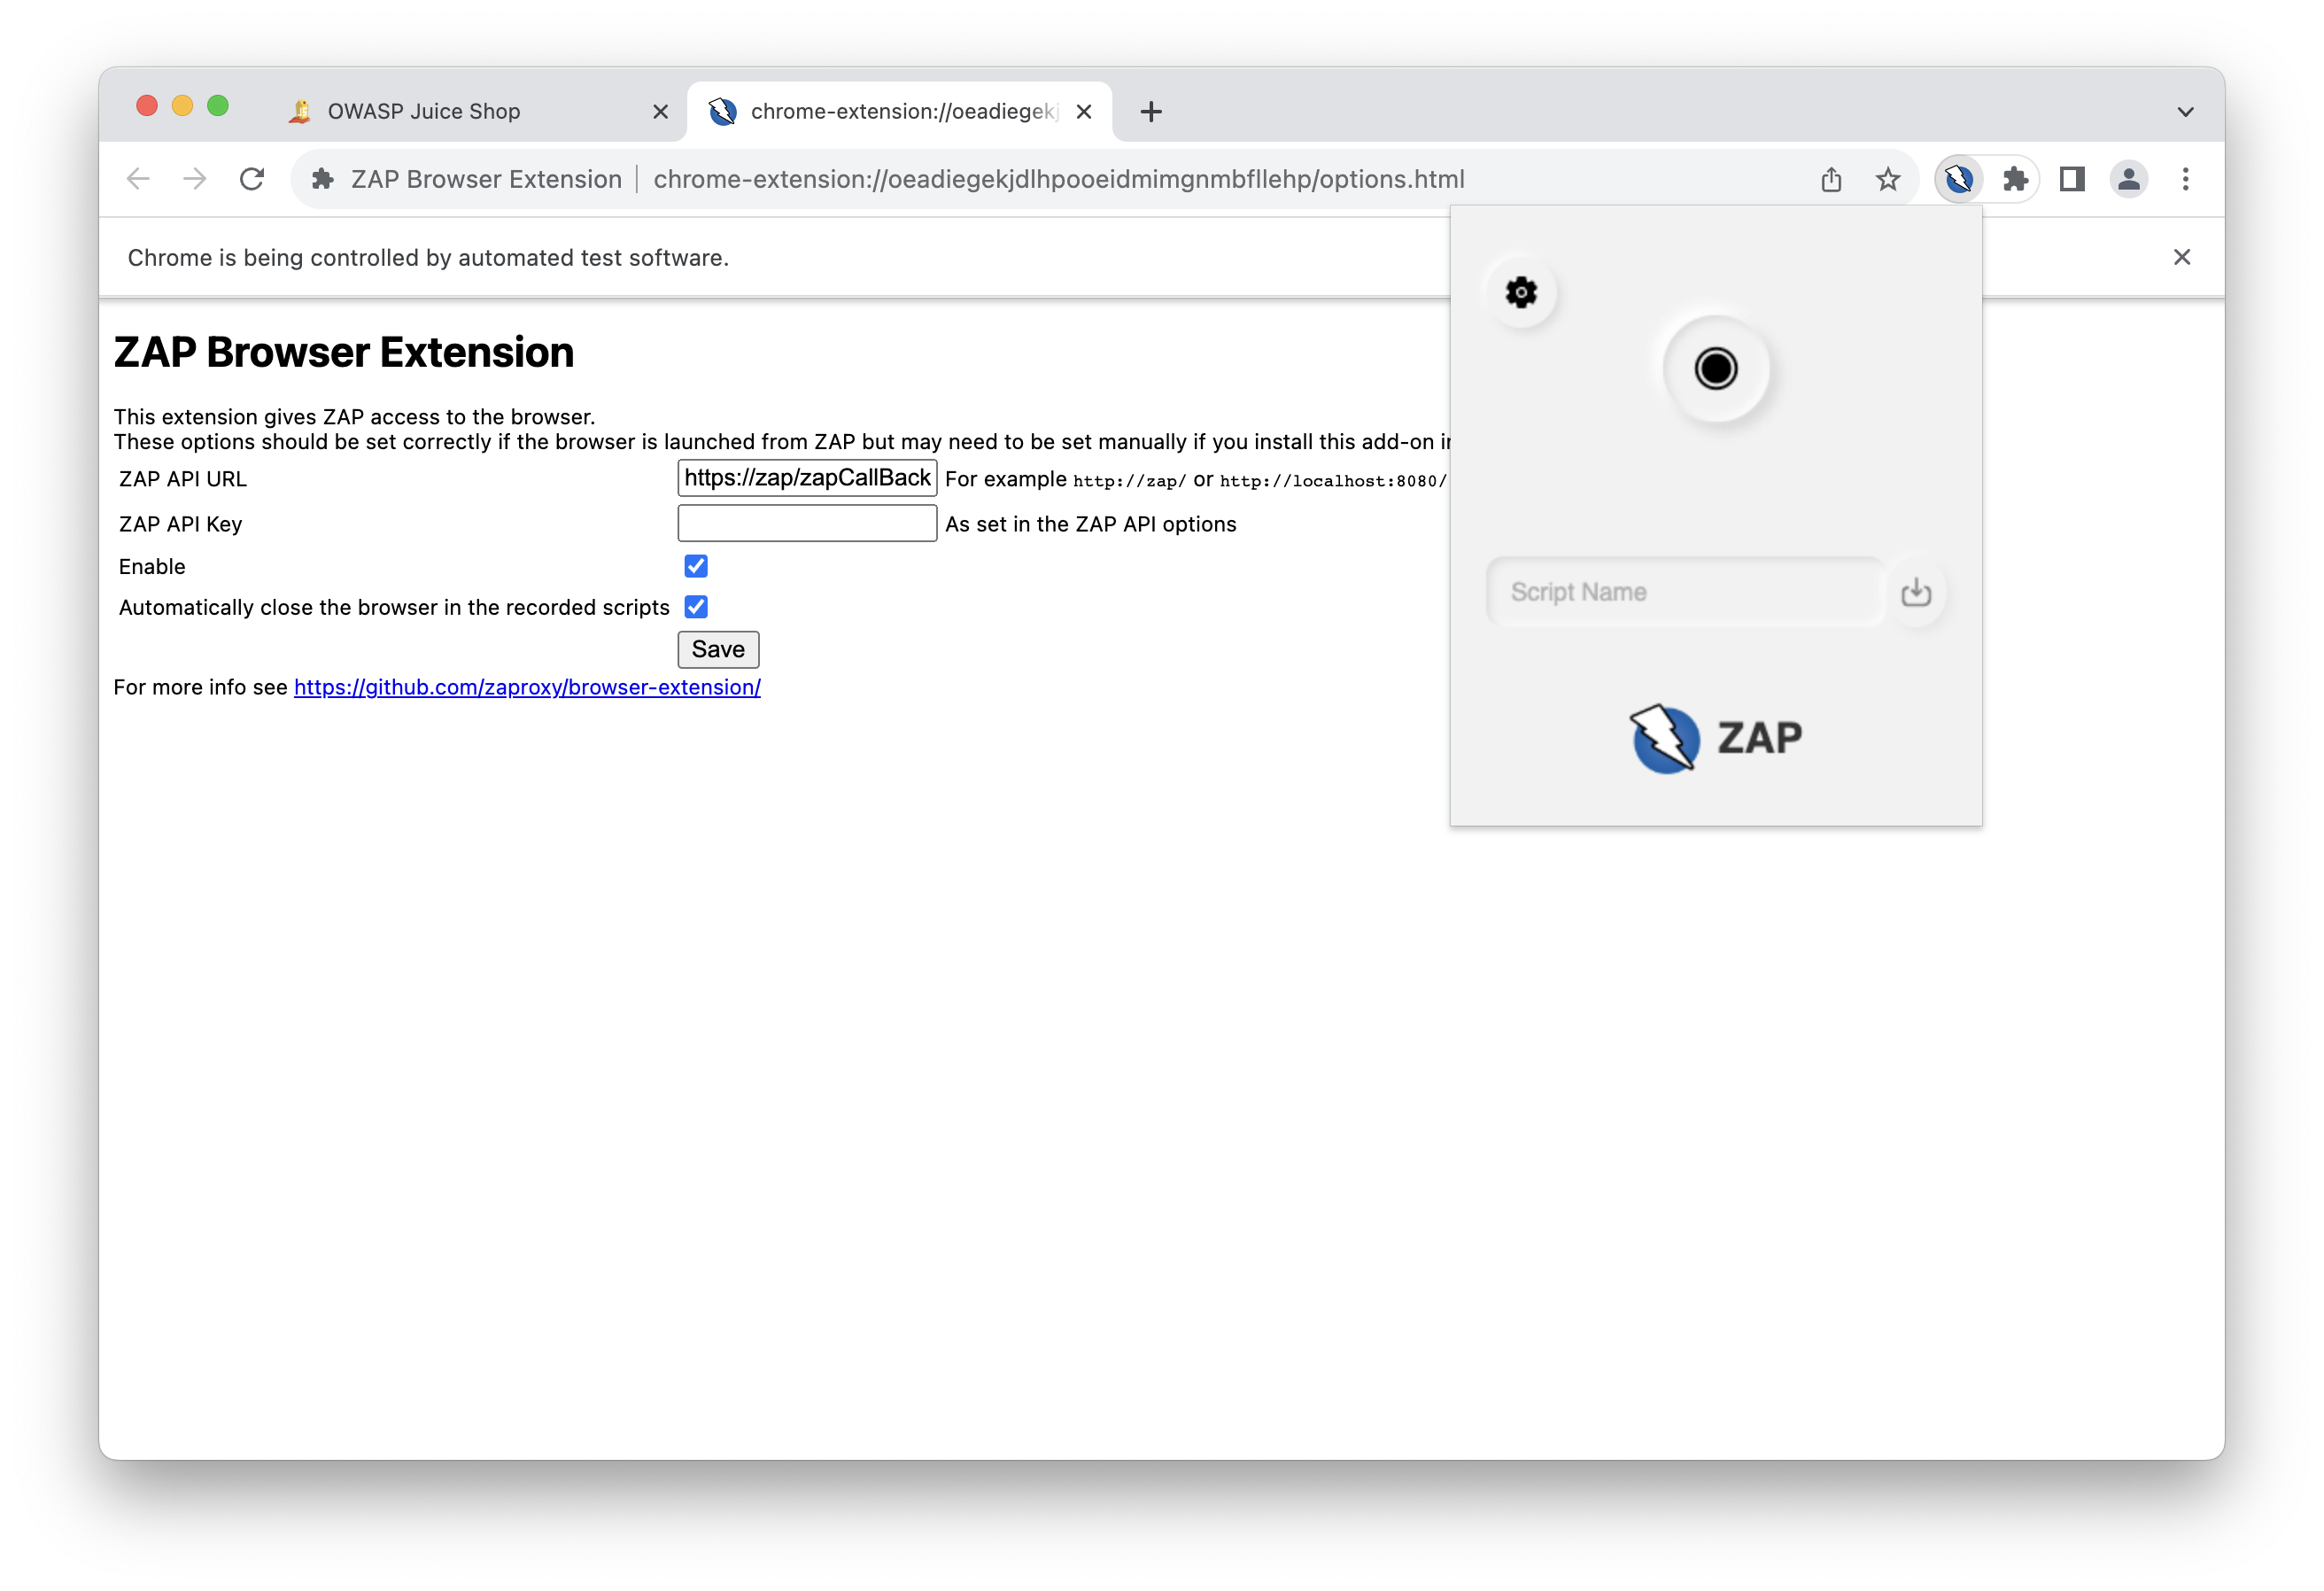 OWASP Juice Shop
chrome-extension://oeadiegekj
ZAP Browser Extension
chrome-extension://oeadiegekjdlhpooeidmimgnmbfllehp/options.html
Chrome is being controlled by automated test software.
ZAP Browser Extension
This extension gives ZAP access to the browser.
These options should be set correctly if the browser is launched from ZAP but may need to be set manually if you install this add-on
ZAP API URL https://zap/zapCallBack For example http://zap/ or http://localhost:8080/
ZAP API Key As set in the ZAP API options
Enable
Automatically close the browser in the recorded scripts
Save
For more info see https://github.com/zaproxy/browser-extension/
Script Name
ZAP